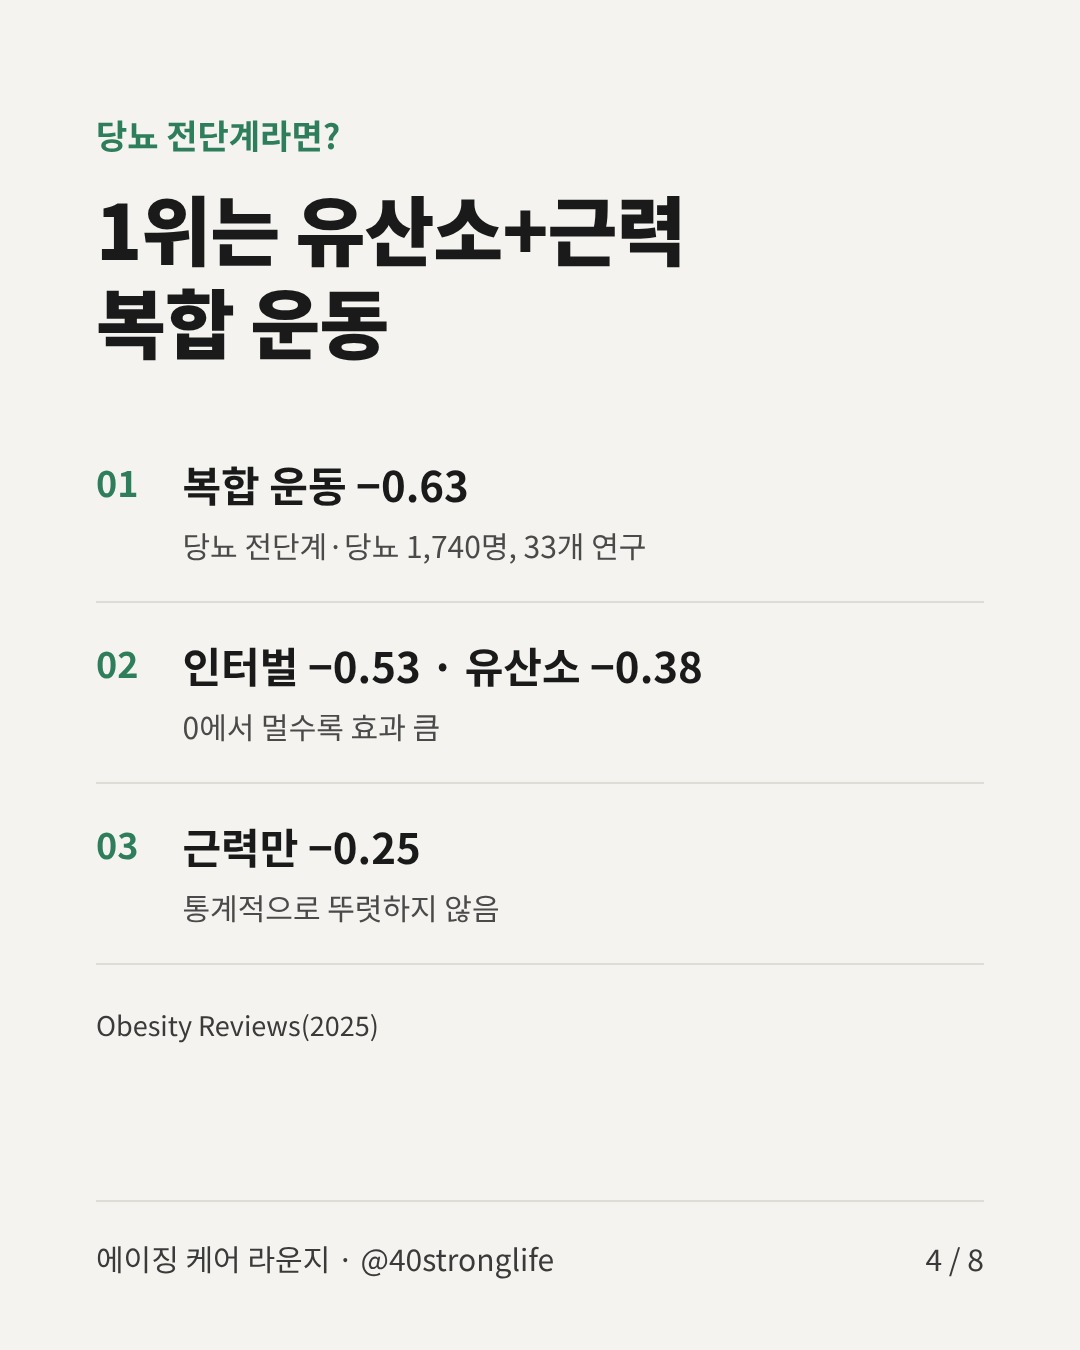 당뇨 전단계라면?
1위는 유산소+근력
복합 운동
01 복합 운동 −0.63
당뇨 전단계·당뇨 1,740명, 33개 연구
02 인터벌 −0.53 · 유산소 −0.38
0에서 멀수록 효과 큼
03 근력만 −0.25
통계적으로 뚜렷하지 않음
Obesity Reviews(2025)
에이징 케어 라운지 · @40stronglife 4 / 8